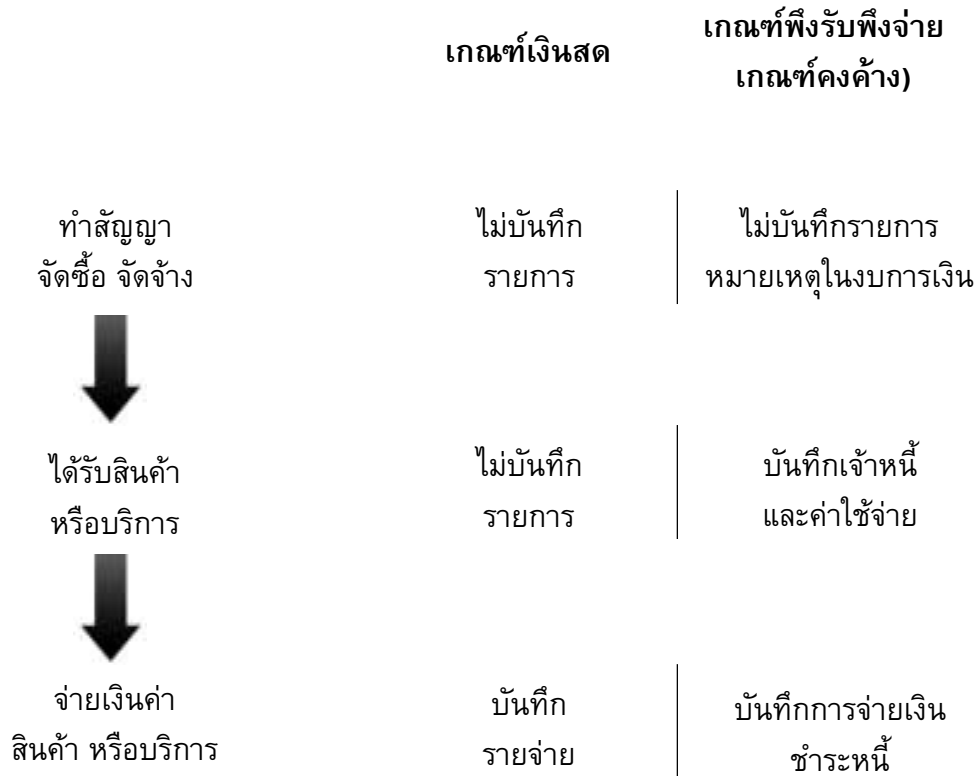 เกณฑ์เงินสด
เกณฑ์พึงรับพึงจ่าย
เกณฑ์คงค้าง)
ทำสัญญา
จัดซื้อ จัดจ้าง
ไม่บันทึก
รายการ
ไม่บันทึกรายการ
หมายเหตุในงบการเงิน
ได้รับสินค้า
หรือบริการ
ไม่บันทึก
รายการ
บันทึกเจ้าหนี้
และค่าใช้จ่าย
จ่ายเงินค่า
สินค้า หรือบริการ
บันทึก
รายจ่าย
บันทึกการจ่ายเงิน
ชำระหนี้